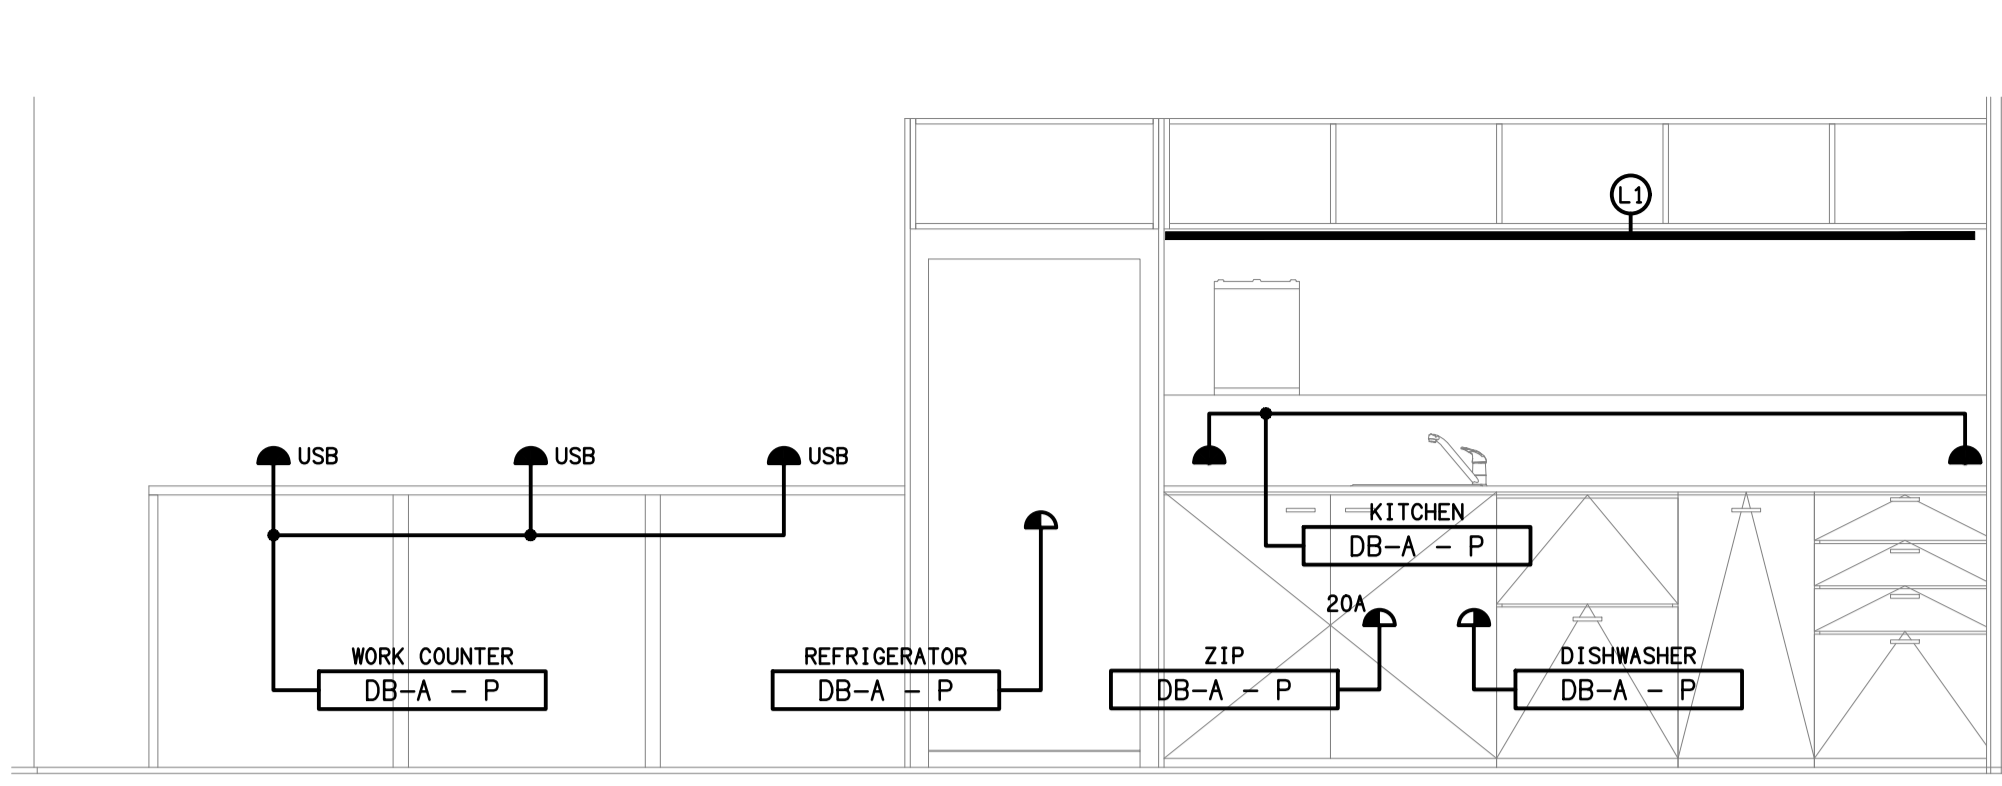 L1
USB
USB
USB
KITCHEN
DB-A - P
20A
WORK COUNTER
DB-A - P
REFRIGERATOR
DB-A - P
ZIP
DB-A - P
DISHWASHER
DB-A - P